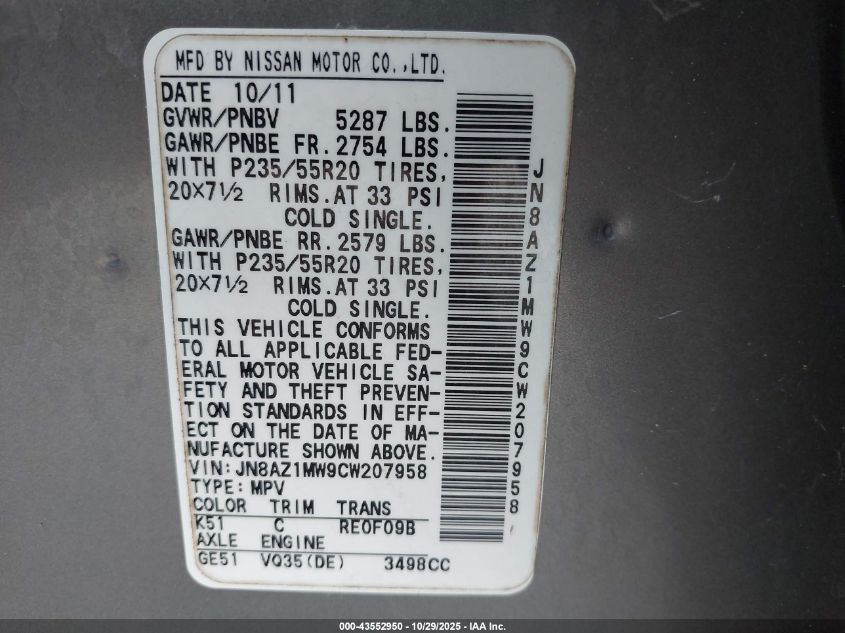 MFD BY NISSAN MOTOR CO.,LTD.
DATE 10/11
GVWR/PNBV 5287 LBS.
GAWR/PNBE FR. 2754 LBS.
WITH P235/55R20 TIRES,
20X7½ RIMS.AT 33 PSI
COLD SINGLE.
GAWR/PNBE RR. 2579 LBS.
WITH P235/55R20 TIRES,
20X7½ RIMS.AT 33 PSI
COLD SINGLE.
THIS VEHICLE CONFORMS
TO ALL APPLICABLE FED-
ERAL MOTOR VEHICLE SA-
FETY AND THEFT PREVEN-
TION STANDARDS IN EFF-
ECT ON THE DATE OF MA-
NUFACTURE SHOWN ABOVE.
VIN:JN8AZ1MW9CW207958
TYPE:MPV
COLOR TRIM TRANS
K51 C RE0F09B
AXLE ENGINE
GE51 VQ35(DE) 3498CC
JN8AZ1MW9CW207958
000-43552950 - 10/29/2025 - IAA Inc.